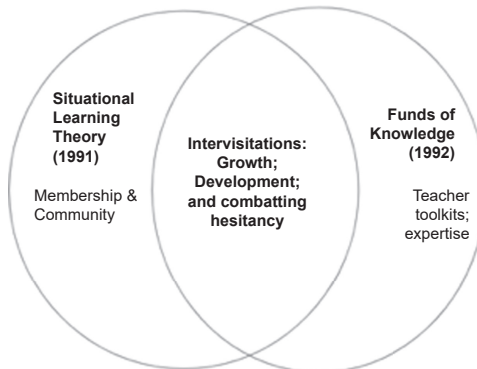 Situational
Learning
Theory
(1991)
Membership &
Community
Intervisitations:
Growth;
Development;
and combatting
hesitancy
Funds of
Knowledge
(1992)
Teacher
toolkits;
expertise